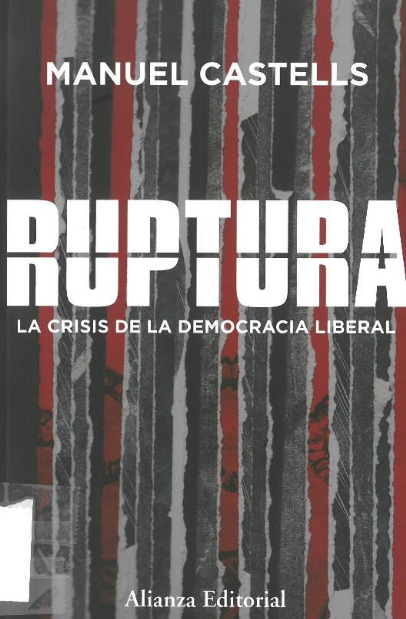 MANUEL CASTELLS
RUPTURA
LA CRISIS DE LA DEMOCRACIA LIBERAL
Alianza Editorial